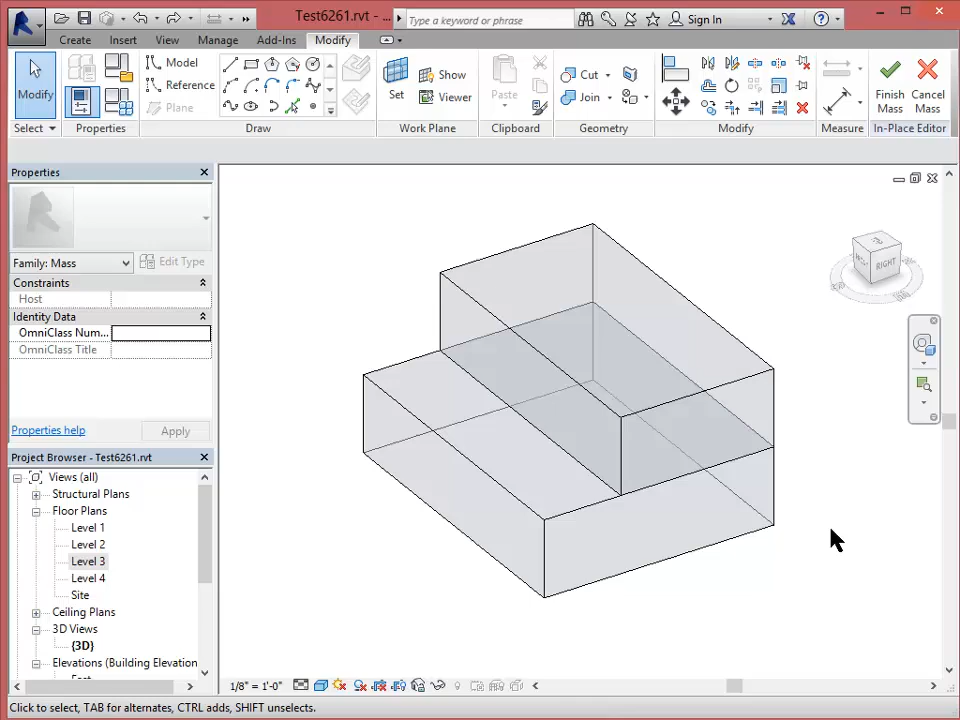 Test6261.rvt - ...
Type a keyword or phrase
Sign In
Create Insert View Manage Add-Ins Modify
Modify
Model
Reference
Plane
Set
Show
Viewer
Paste
Cut
Join
Finish Mass
Cancel Mass
Select Properties Draw Work Plane Clipboard Geometry Modify Measure In-Place Editor
Properties
Family: Mass Edit Type
Constraints
Host
Identity Data
OmniClass Num...
OmniClass Title
Properties help Apply
Project Browser - Test6261.rvt
Views (all)
Structural Plans
Floor Plans
Level 1
Level 2
Level 3
Level 4
Site
Ceiling Plans
3D Views
{3D}
Elevations (Building Elevation
RIGHT
1/8" = 1'-0"
Click to select, TAB for alternates, CTRL adds, SHIFT unselects.